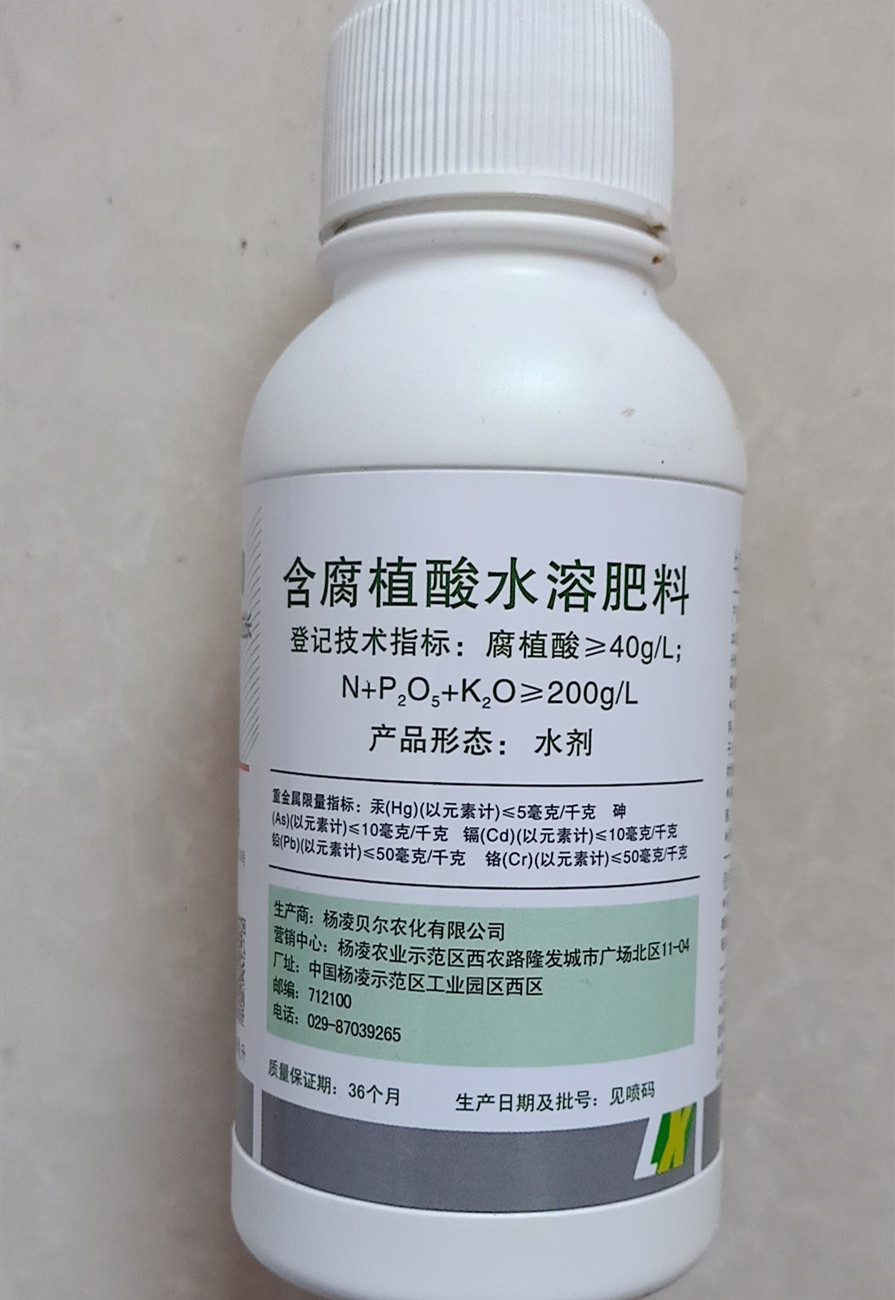 含腐植酸水溶肥料
登记技术指标：腐植酸≥40g/L；
N+P₂O₅+K₂O≥200g/L
产品形态：水剂
重金属限量指标：汞(Hg)(以元素计)≤5毫克/千克 砷
(As)(以元素计)≤10毫克/千克 镉(Cd)(以元素计)≤10毫克/千克
铅(Pb)(以元素计)≤50毫克/千克 铬(Cr)(以元素计)≤50毫克/千克
生产商：杨凌贝尔农化有限公司
营销中心：杨凌农业示范区西农路隆发城市广场北区11-04
厂址：中国杨凌示范区工业园区西区
邮编：712100
电话：029-87039265
质量保证期：36个月 生产日期及批号：见喷码